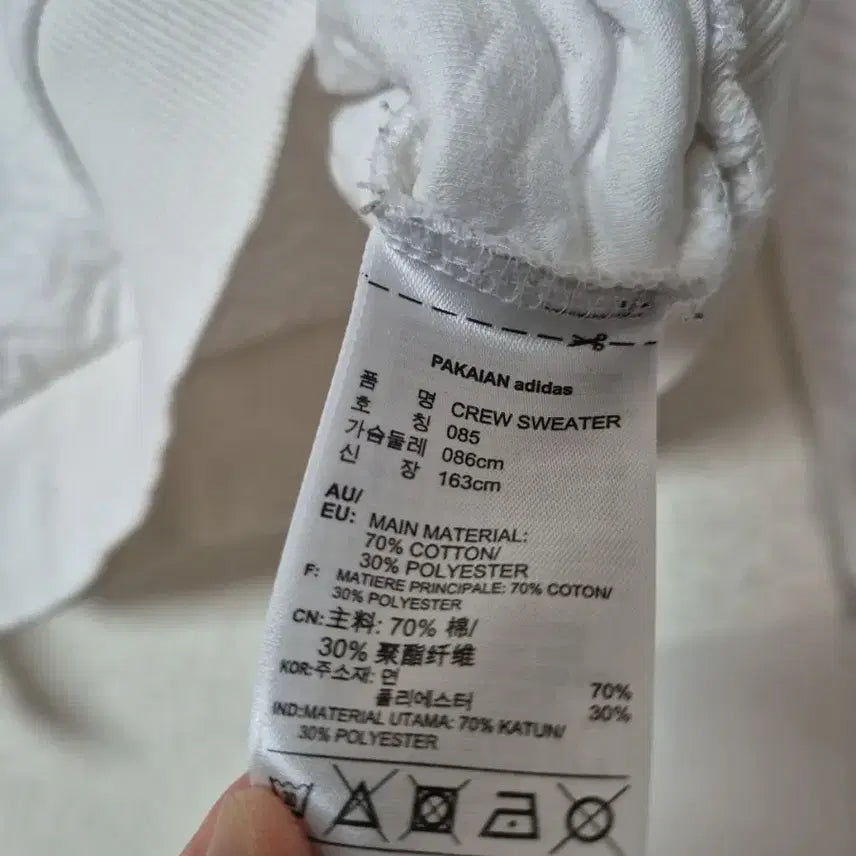 PAKAIAN adidas
품 명 CREW SWEATER
호 칭 085
가슴둘레 086cm
신 장 163cm
AU/
EU: MAIN MATERIAL:
70% COTTON/
30% POLYESTER
F: MATIERE PRINCIPALE: 70% COTON/
30% POLYESTER
CN:主料: 70% 棉/
30% 聚酯纤维
KOR:주소재: 면 70%
폴리에스터 30%
IND:MATERIAL UTAMA: 70% KATUN/
30% POLYESTER